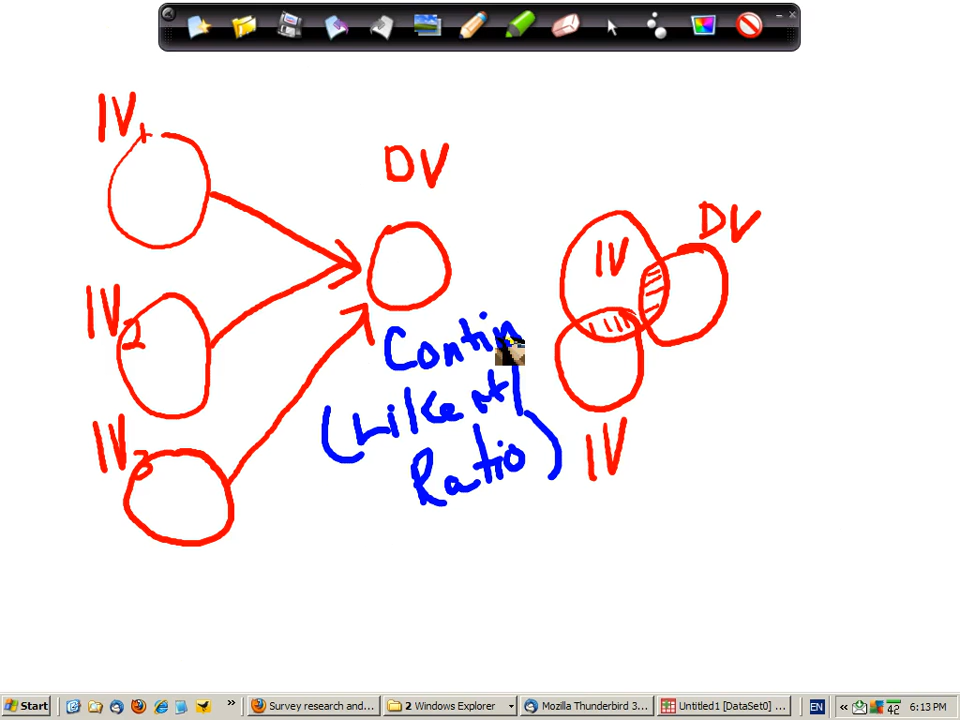 IV1
DV
IV2
IV3
IV
DV
IV
Contin
(Likert/
Ratio)
Start
»
Survey research and...
2 Windows Explorer
Mozilla Thunderbird 3...
Untitled1 [DataSet0] ...
EN
«
42
6:13 PM